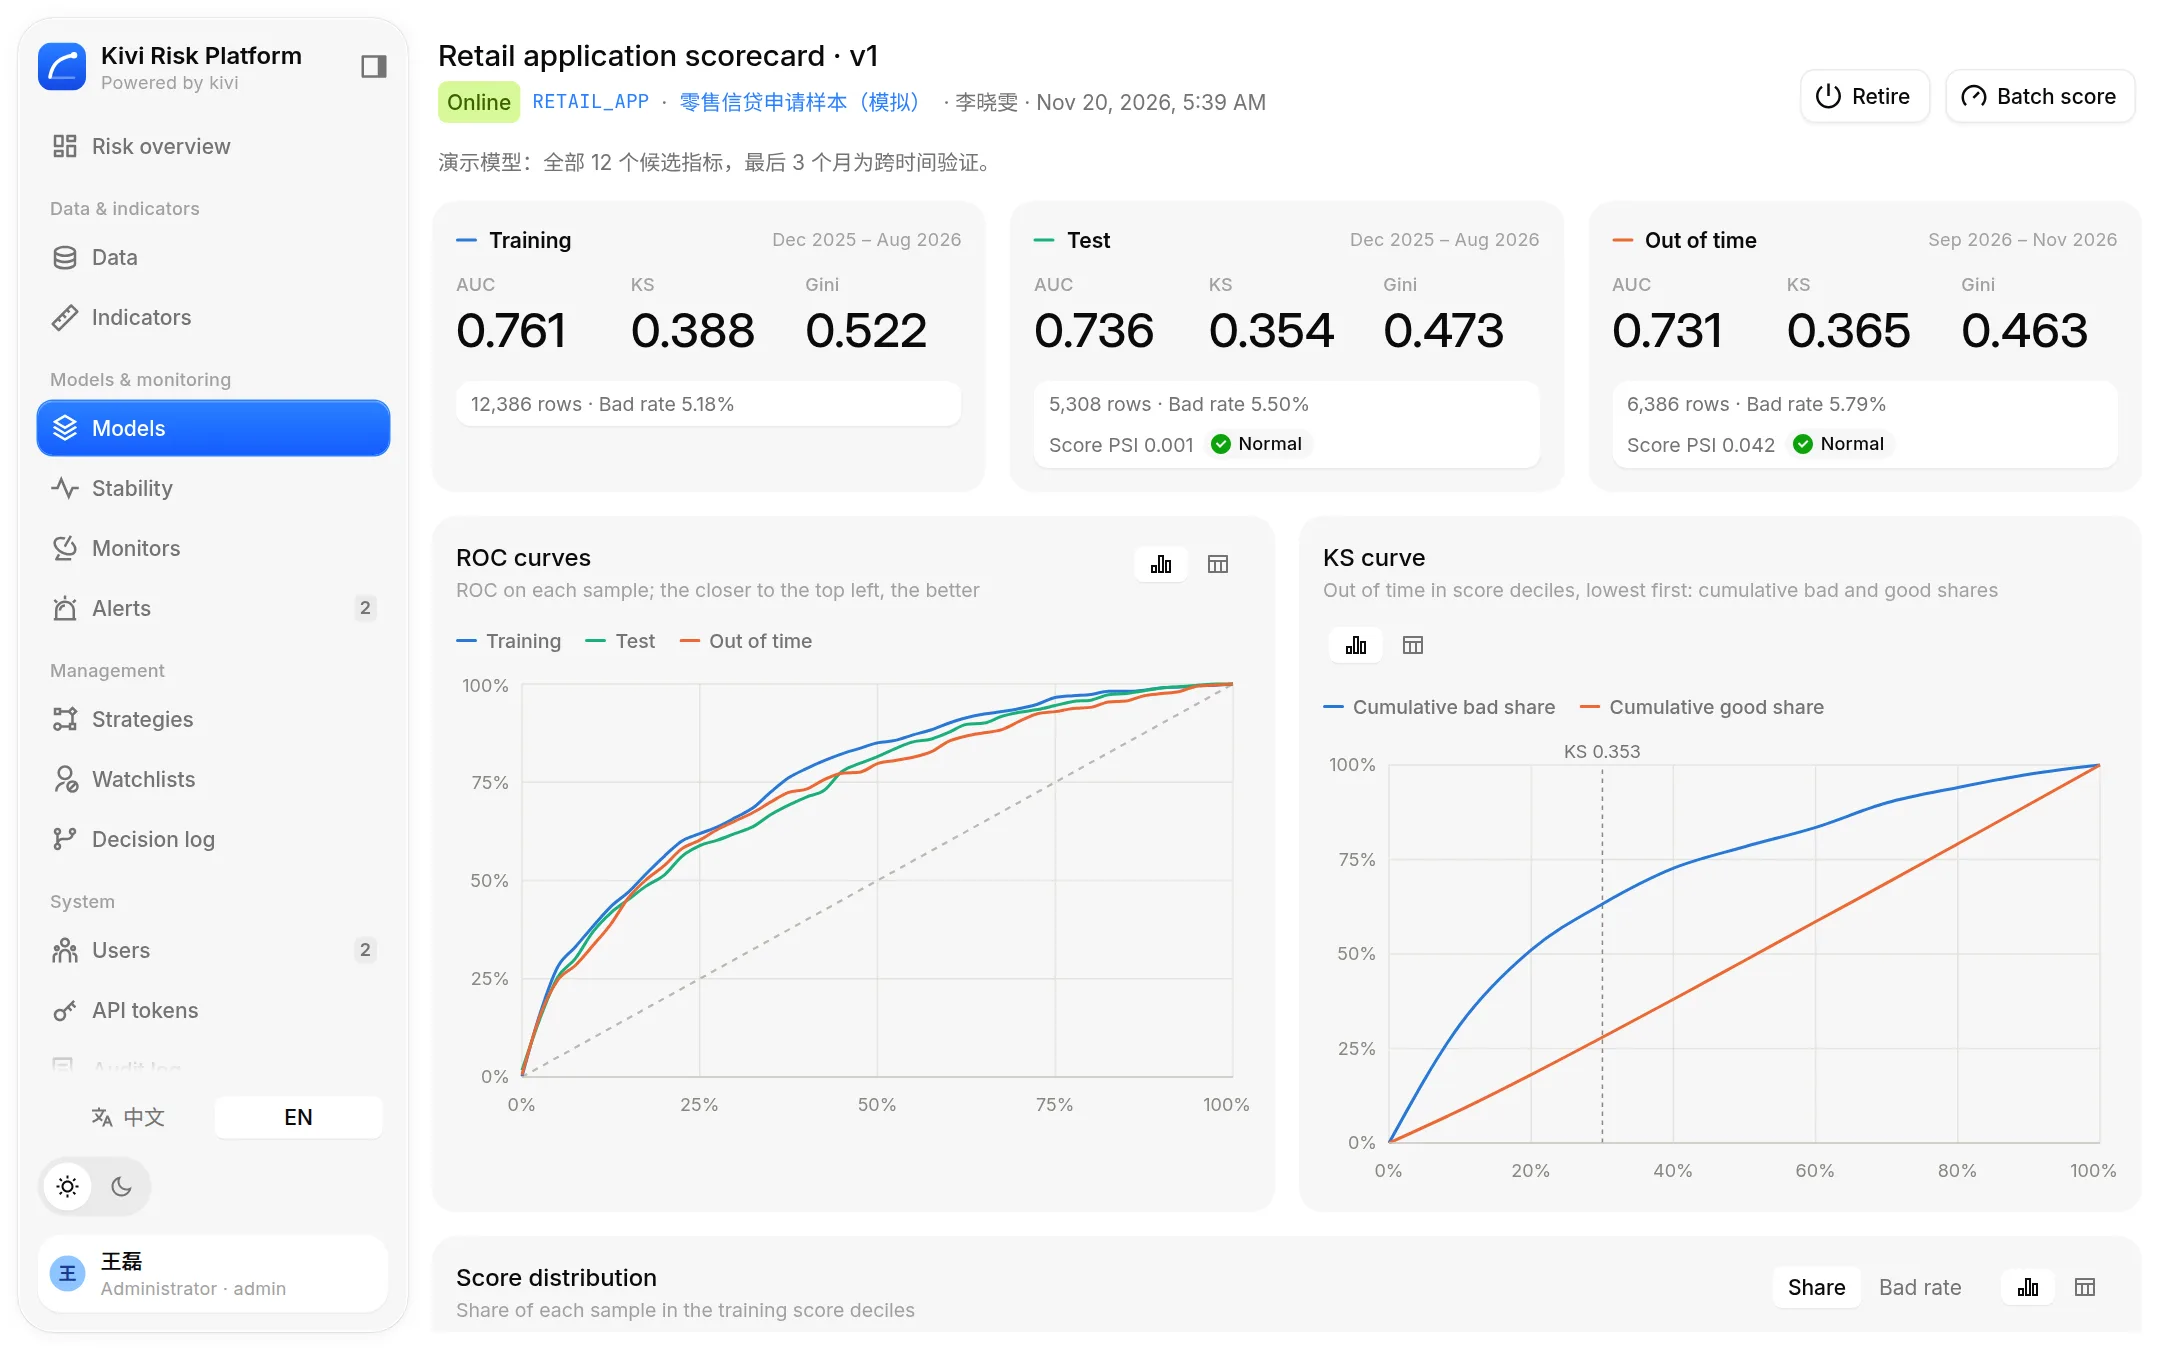 Kivi Risk Platform
Powered by kivi
Risk overview
Data & indicators
Data
Indicators
Models & monitoring
Models
Stability
Monitors
Alerts 2
Management
Strategies
Watchlists
Decision log
System
Users 2
API tokens
Audit log
中文 EN
王 王磊
Administrator · admin
Retail application scorecard · v1
Online RETAIL_APP · 零售信贷申请样本（模拟） · 李晓雯 · Nov 20, 2026, 5:39 AM
Retire Batch score
演示模型：全部 12 个候选指标，最后 3 个月为跨时间验证。
Training Dec 2025 – Aug 2026
AUC KS Gini
0.761 0.388 0.522
12,386 rows · Bad rate 5.18%
Test Dec 2025 – Aug 2026
AUC KS Gini
0.736 0.354 0.473
5,308 rows · Bad rate 5.50%
Score PSI 0.001 Normal
Out of time Sep 2026 – Nov 2026
AUC KS Gini
0.731 0.365 0.463
6,386 rows · Bad rate 5.79%
Score PSI 0.042 Normal
ROC curves
ROC on each sample; the closer to the top left, the better
Training Test Out of time
100%
75%
50%
25%
0%
0% 25% 50% 75% 100%
KS curve
Out of time in score deciles, lowest first: cumulative bad and good shares
Cumulative bad share Cumulative good share
KS 0.353
100%
75%
50%
25%
0%
0% 20% 40% 60% 80% 100%
Score distribution
Share of each sample in the training score deciles
Share Bad rate